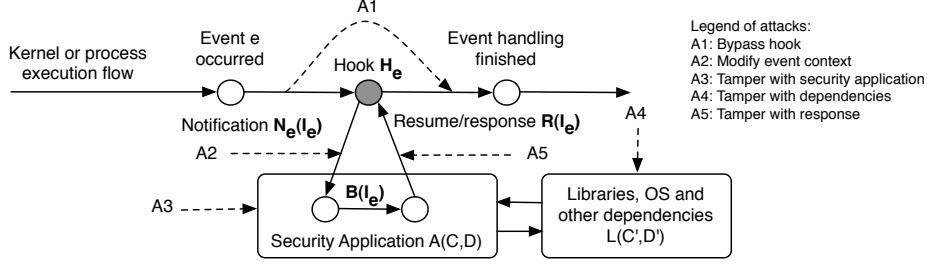 A1
Kernel or process
execution flow
Event e
occurred
Hook He
Event handling
finished
Legend of attacks:
A1: Bypass hook
A2: Modify event context
A3: Tamper with security application
A4: Tamper with dependencies
A5: Tamper with response
Notification Ne(Ie)
Resume/response R(Ie)
A4
A2
A5
A3
B(Ie)
Security Application A(C,D)
Libraries, OS and
other dependencies
L(C',D')